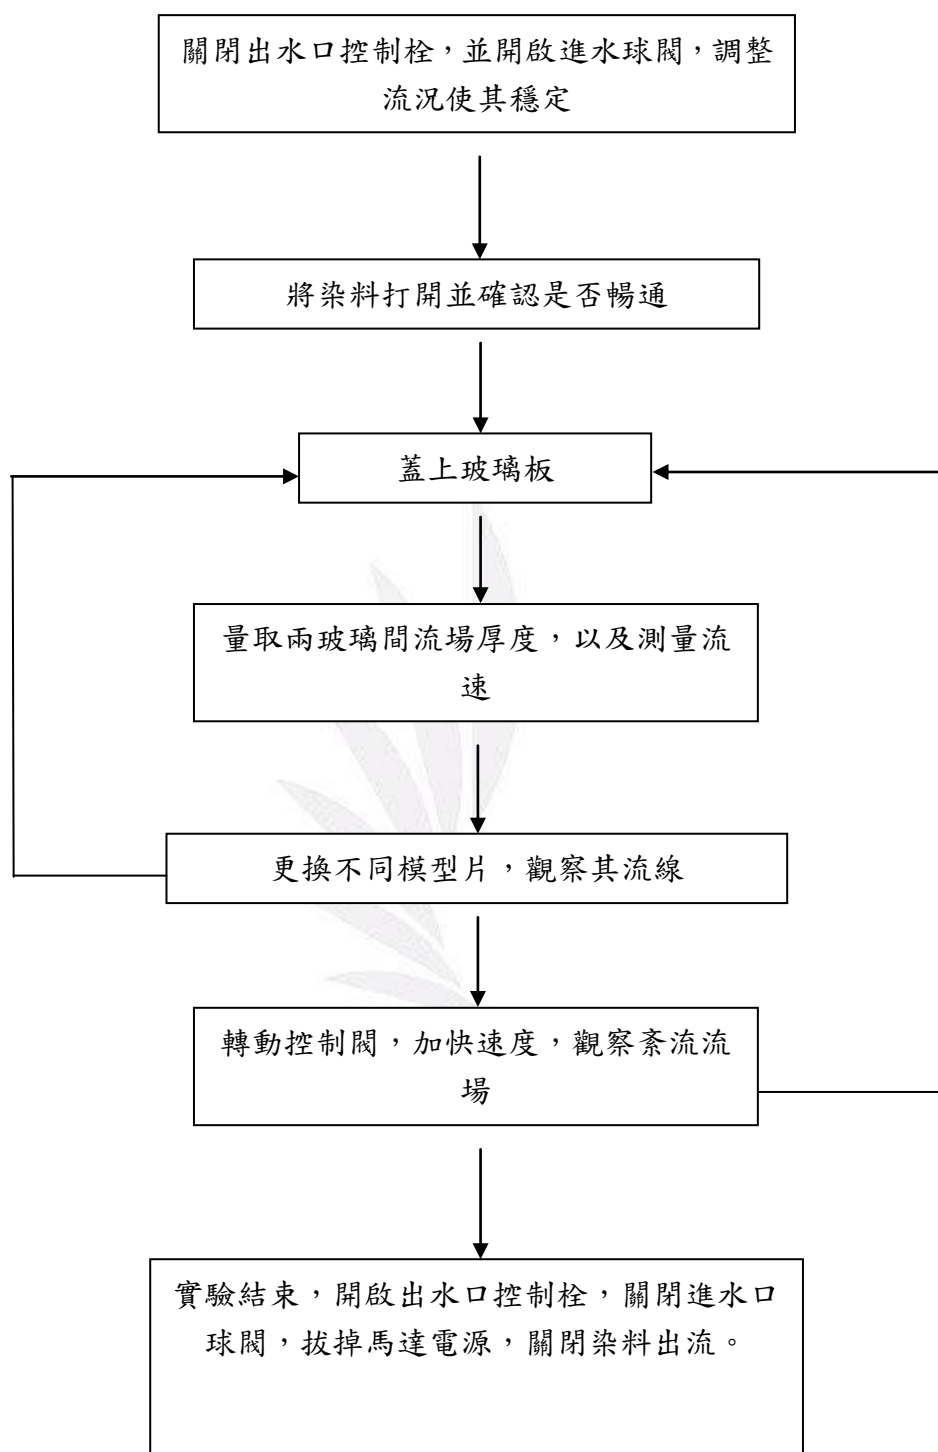 關閉出水口控制栓，並開啟進水球閥，調整
流況使其穩定
將染料打開並確認是否暢通
蓋上玻璃板
量取兩玻璃間流場厚度，以及測量流
速
更換不同模型片，觀察其流線
轉動控制閥，加快速度，觀察紊流流
場
實驗結束，開啟出水口控制栓，關閉進水口
球閥，拔掉馬達電源，關閉染料出流。